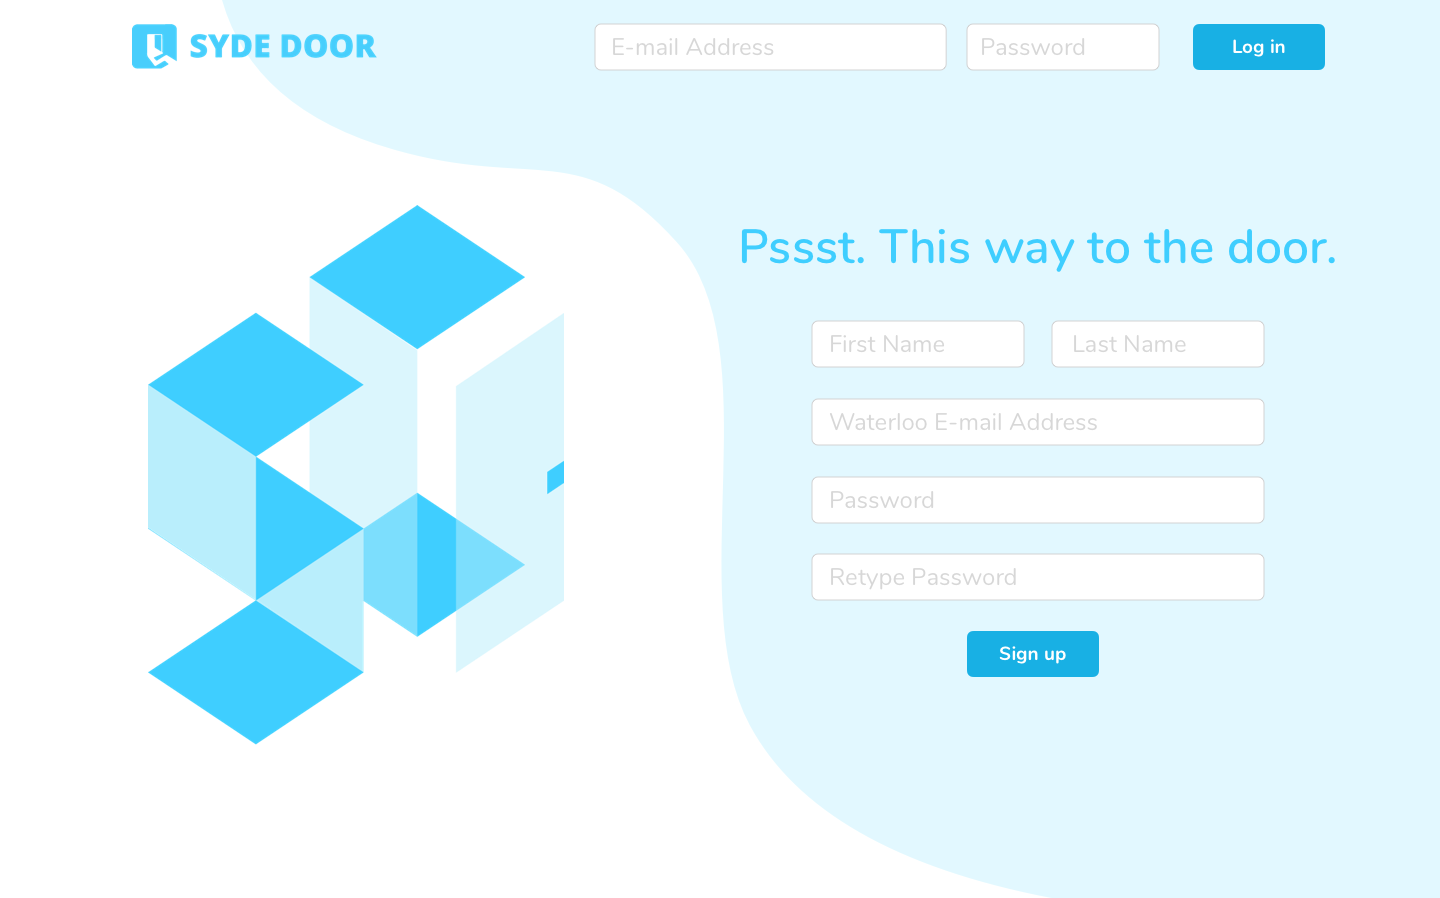 SYDE DOOR
E-mail Address
Password
Log in
Pssst. This way to the door.
First Name
Last Name
Waterloo E-mail Address
Password
Retype Password
Sign up